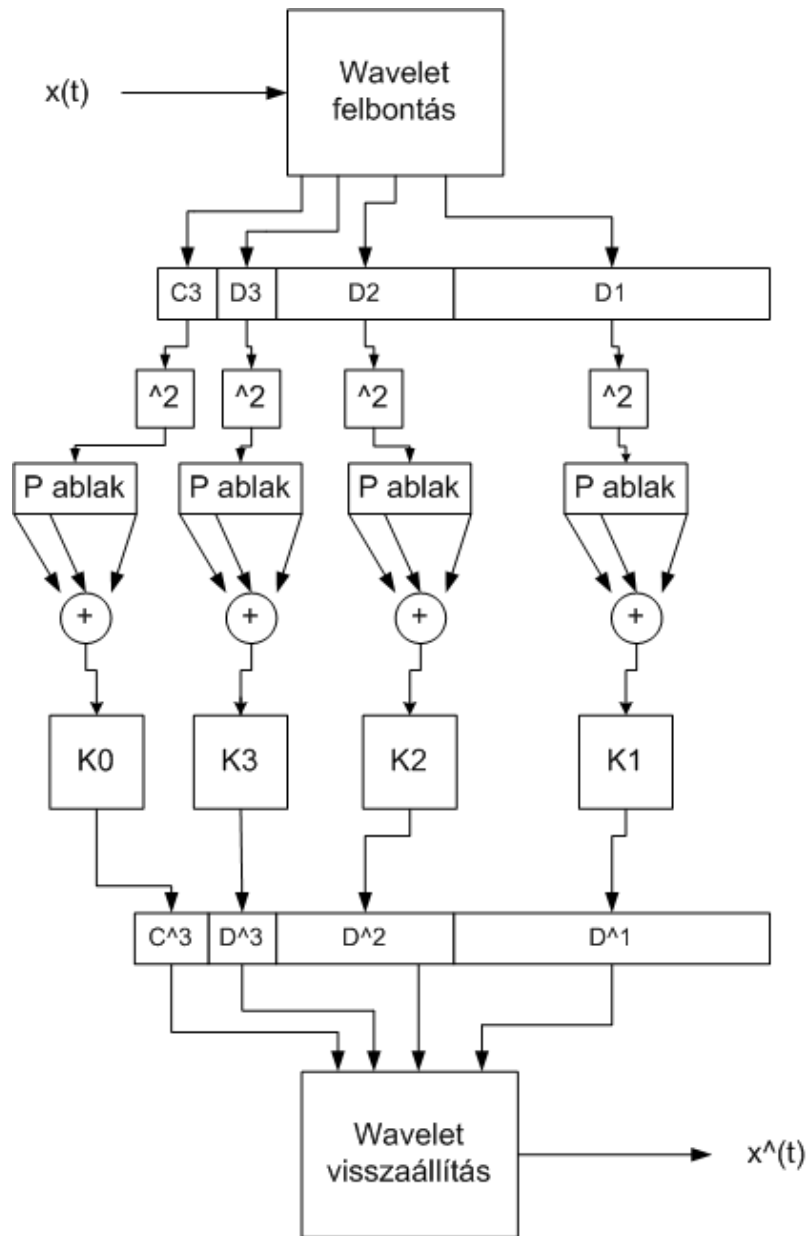 x(t)
Wavelet
felbontás
C3 D3 D2 D1
^2 ^2 ^2 ^2
P ablak P ablak P ablak P ablak
+ + + +
K0 K3 K2 K1
C^3 D^3 D^2 D^1
Wavelet
visszaállítás
x^(t)